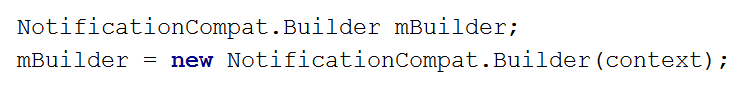 NotificationCompat.Builder mBuilder;
mBuilder = new NotificationCompat.Builder(context);